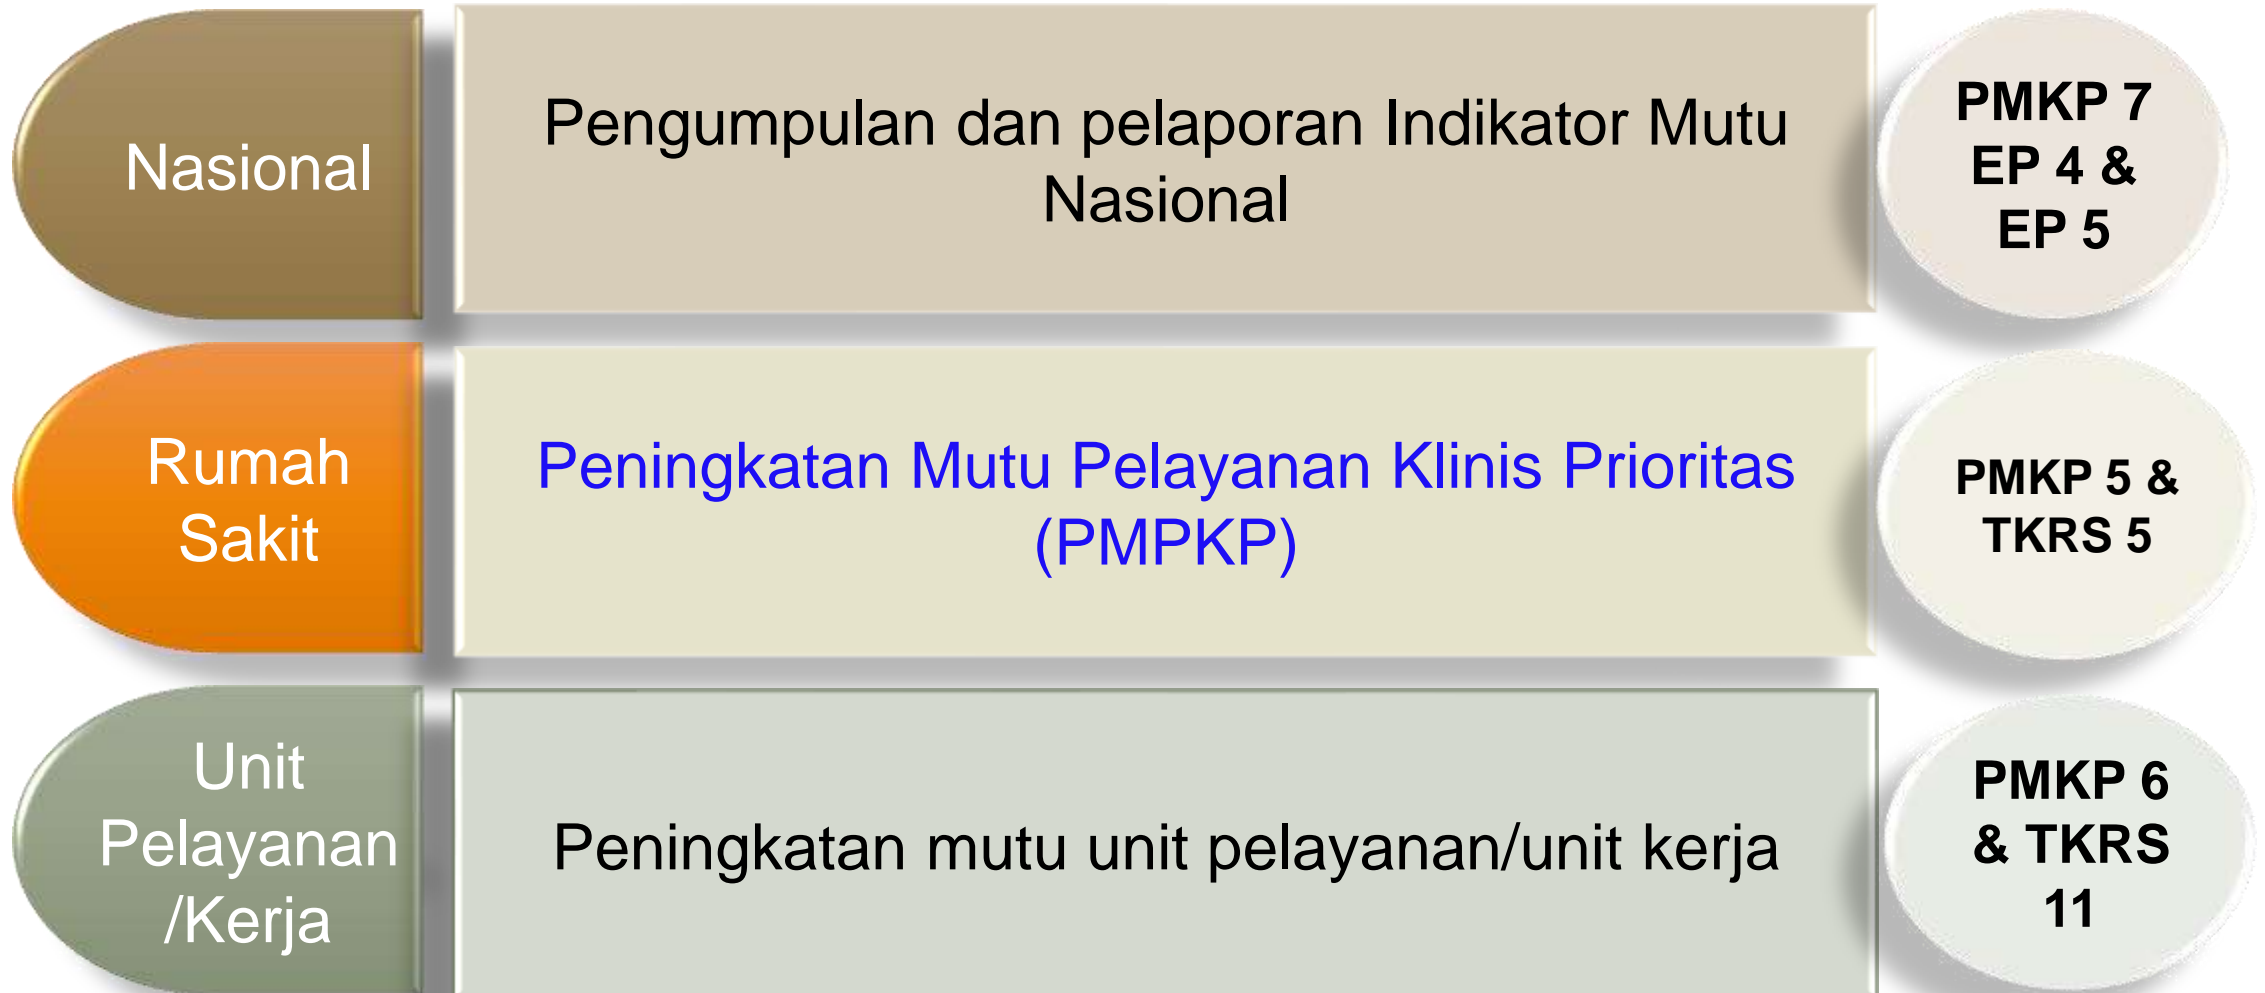 Nasional
Pengumpulan dan pelaporan Indikator Mutu
Nasional
PMKP 7
EP 4 &
EP 5
Rumah
Sakit
Peningkatan Mutu Pelayanan Klinis Prioritas
(PMPKP)
PMKP 5 &
TKRS 5
Unit
Pelayanan
/Kerja
Peningkatan mutu unit pelayanan/unit kerja
PMKP 6
& TKRS
11